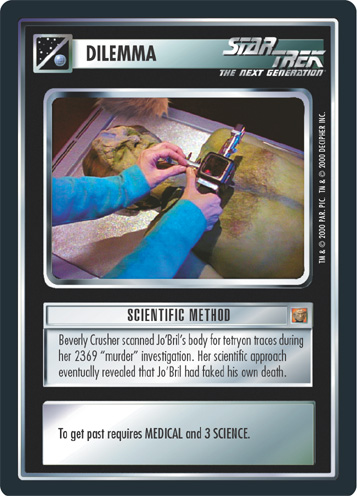 DILEMMA
STAR TREK
THE NEXT GENERATION
TM & © 2000 PAR. PIC. TM & © 2000 DECIPHER INC.
SCIENTIFIC METHOD
Beverly Crusher scanned Jo'Bril's body for tetryon traces during
her 2369 "murder" investigation. Her scientific approach
eventually revealed that Jo'Bril had faked his own death.
To get past requires MEDICAL and 3 SCIENCE.